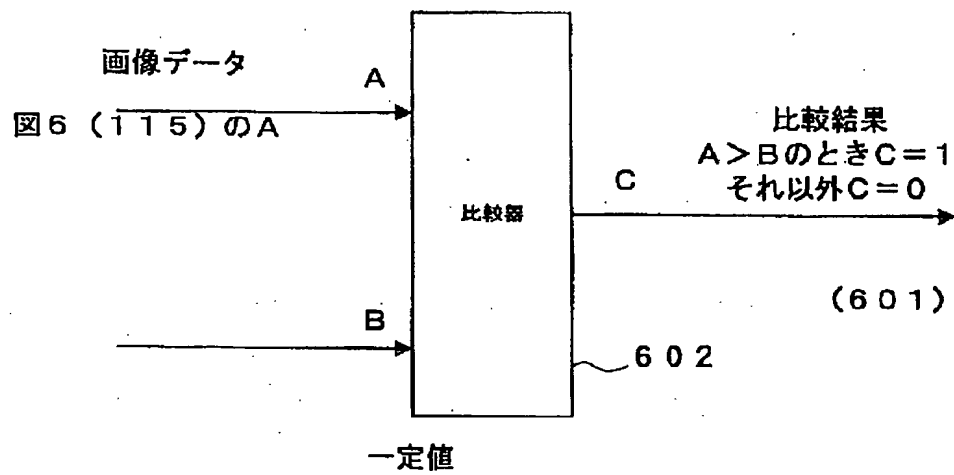 画像データ
A
図6（115）のA
比較器
C
比較結果
A＞BのときC＝1
それ以外C＝0
（601）
B
602
一定値